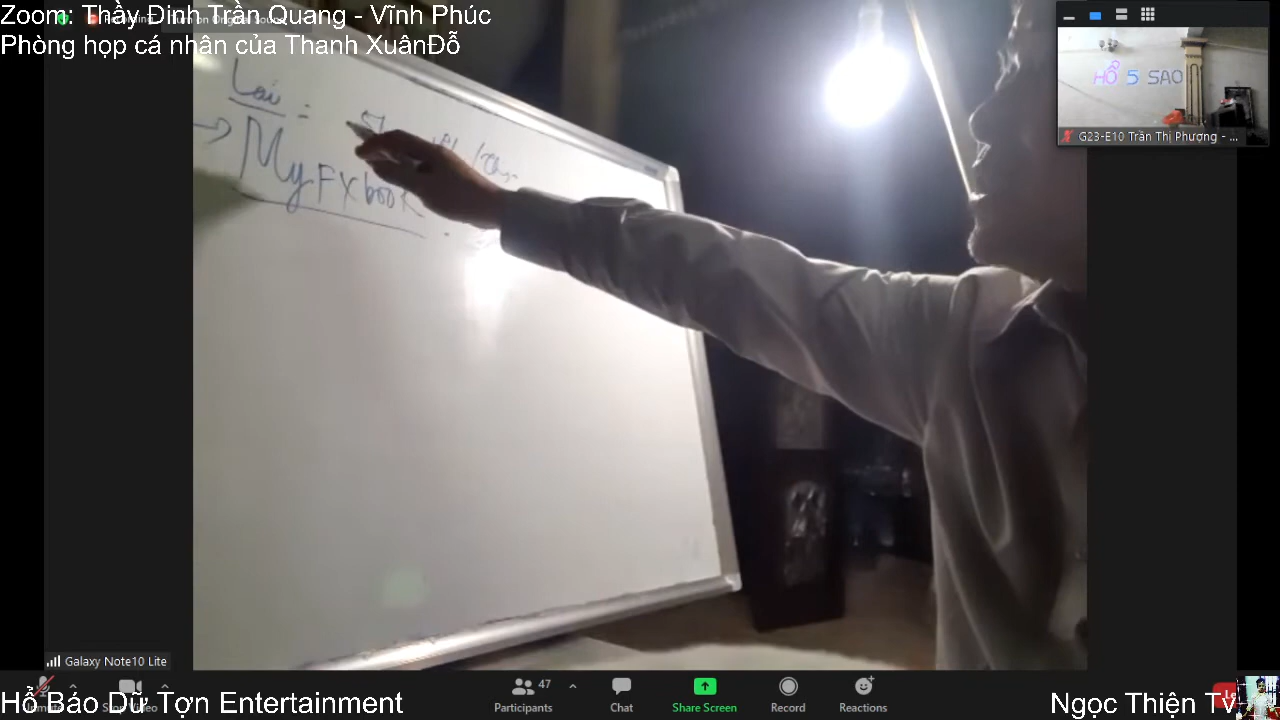 Zoom: Thầy Đinh Trần Quang - Vĩnh Phúc
Phòng họp cá nhân của Thanh XuânĐỗ
HỔ 5 SAO
G23-E10 Trần Thị Phượng - ...
Lãi =
→ MyFXbook
Galaxy Note10 Lite
Participants
47
Chat
Share Screen
Record
Reactions
Hổ Báo Dữ Tợn Entertainment
Ngọc Thiện Tv